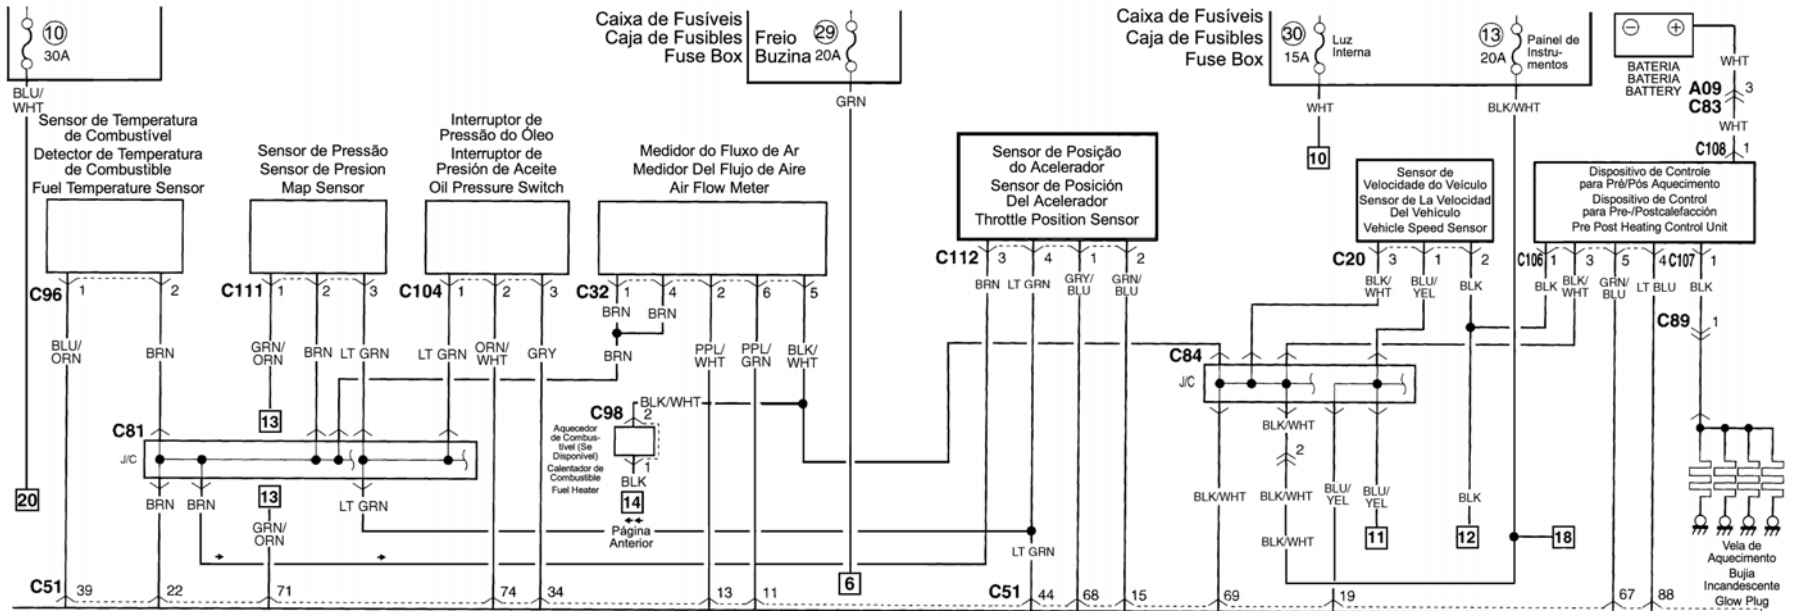 10
30A
BLU/
WHT
Caixa de Fusíveis
Caja de Fusibles
Fuse Box
Freio
Buzina
29
20A
GRN
Caixa de Fusíveis
Caja de Fusibles
Fuse Box
30
15A
Luz
Interna
13
20A
Painel de
Instru-
mentos
WHT
BLK/WHT
10
BATERIA
BATERIA
BATTERY
WHT
A09
C83
3
WHT
C108
1
Sensor de Temperatura
de Combustível
Detector de Temperatura
de Combustible
Fuel Temperature Sensor
Sensor de Pressão
Sensor de Presion
Map Sensor
Interruptor de
Pressão do Óleo
Interruptor de
Presión de Aceite
Oil Pressure Switch
Medidor do Fluxo de Ar
Medidor Del Flujo de Aire
Air Flow Meter
Sensor de Posição
do Acelerador
Sensor de Posición
Del Acelerador
Throttle Position Sensor
Sensor de
Velocidade do Veículo
Sensor de La Velocidad
Del Vehículo
Vehicle Speed Sensor
Dispositivo de Controle
para Pré/Pós Aquecimento
Dispositivo de Control
para Pre-/Postcalefacción
Pre Post Heating Control Unit
C96 1 2
C111 1 2 3
C104 1 2 3
C32 1 4 2 6 5
C112 3 4 1 2
C20 3 1 2
C106 1 3 5 4 C107 1
BRN LT GRN GRY/
BLU GRN/
BLU
BLK/
WHT BLU/
YEL BLK
BLK BLK/
WHT GRN/
BLU LT BLU BLK
BRN BRN
BLU/
ORN
BRN
GRN/
ORN
BRN LT GRN
LT GRN ORN/
WHT GRY
BRN
PPL/
WHT PPL/
GRN BLK/
WHT
C89 1
C84
J/C
13
C81
J/C
C98 2
BLK/WHT
Aquecedor
de Combus-
tível (Se
Disponível)
Calentador de
Combustible
Fuel Heater
1
BLK
14
Página
Anterior
BLK/WHT
2
20
BRN BRN
13
GRN/
ORN
LT GRN
BLK/WHT BLK/WHT BLU/
YEL BLU/
YEL BLK
LT GRN
BLK/WHT
11
12
18
Vela de
Aquecimento
Bujia
Incandescente
Glow Plug
6
C51 39 22 71 74 34 13 11 C51 44 68 15 69 19 67 88